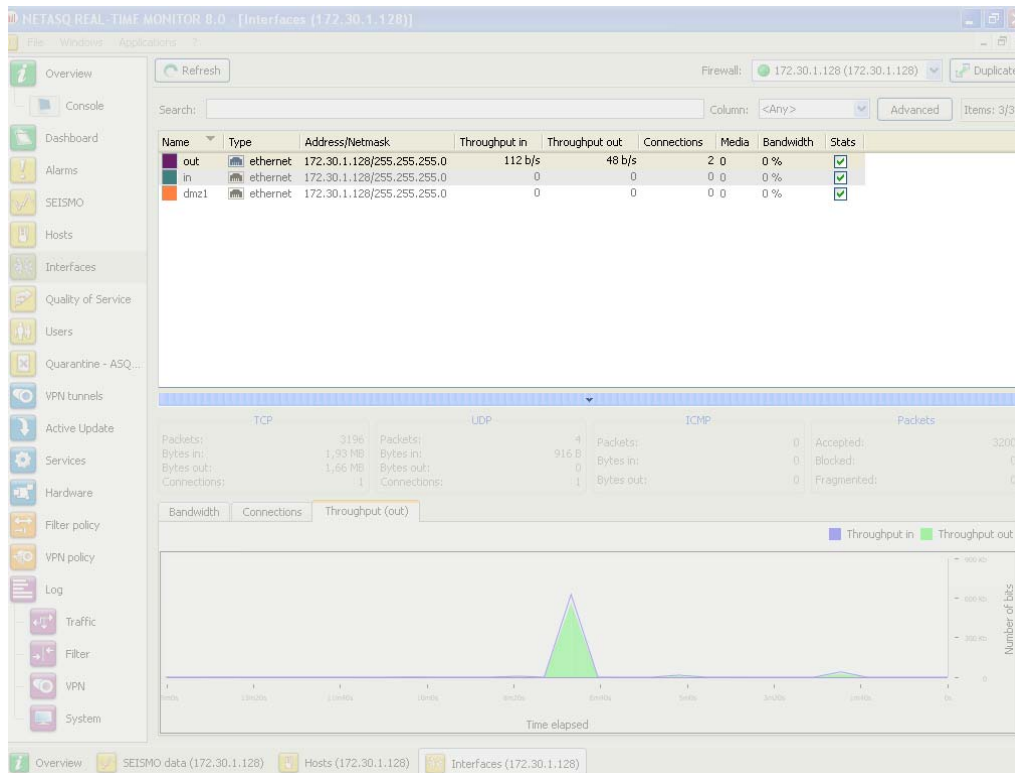 NETASQ REAL-TIME MONITOR 8.0 - [Interfaces (172.30.1.128)]
File Windows Applications ?
Overview
Console
Dashboard
Alarms
SEISMO
Hosts
Interfaces
Quality of Service
Users
Quarantine - ASQ...
VPN tunnels
Active Update
Services
Hardware
Filter policy
VPN policy
Log
Traffic
Filter
VPN
System
Refresh Firewall: 172.30.1.128 (172.30.1.128) Duplicate
Search: Column: <Any> Advanced Items: 3/3
Name Type Address/Netmask Throughput in Throughput out Connections Media Bandwidth Stats
out ethernet 172.30.1.128/255.255.255.0 112 b/s 48 b/s 2 0 0 %
in ethernet 172.30.1.128/255.255.255.0 0 0 0 0 0 %
dmz1 ethernet 172.30.1.128/255.255.255.0 0 0 0 0 0 %
TCP
Packets: 3196
Bytes in: 1,93 MB
Bytes out: 1,66 MB
Connections: 1
UDP
Packets: 4
Bytes in: 916 B
Bytes out: 0
Connections: 1
ICMP
Packets: 0
Bytes in:
Bytes out: 0
Packets
Accepted: 3200
Blocked: 0
Fragmented: 0
Bandwidth Connections Throughput (out)
Throughput in Throughput out
Number of bits
0
Time elapsed
Overview SEISMO data (172.30.1.128) Hosts (172.30.1.128) Interfaces (172.30.1.128)